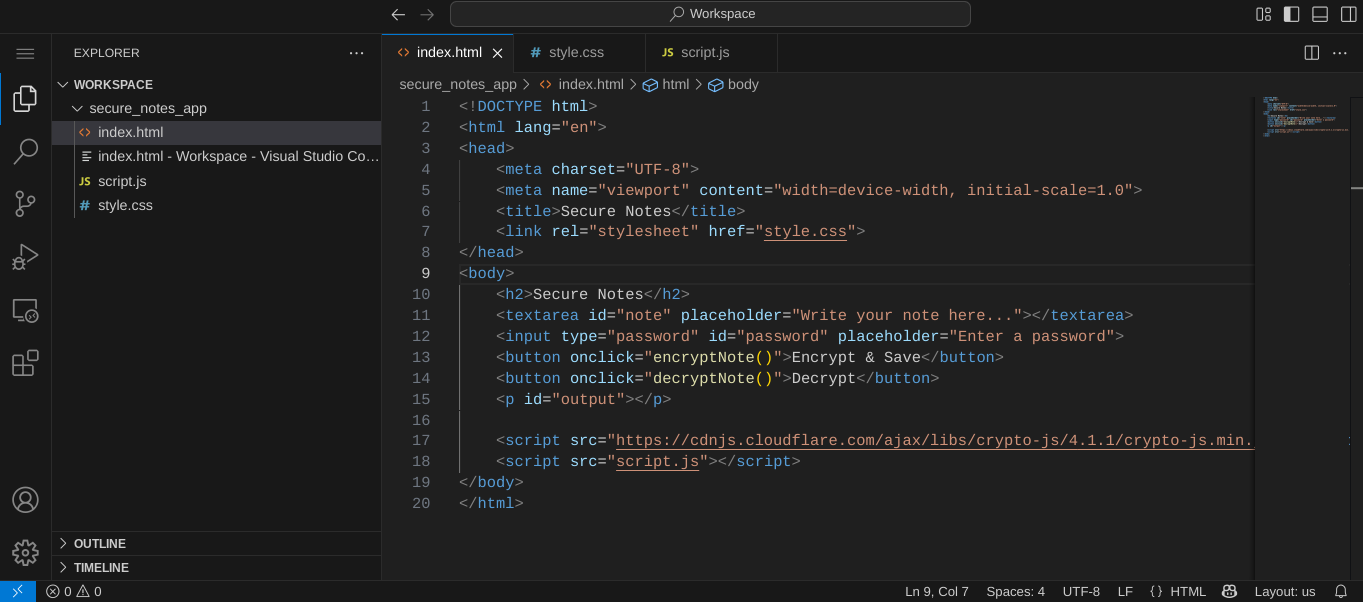 Workspace
EXPLORER
WORKSPACE
secure_notes_app
index.html
index.html - Workspace - Visual Studio Co...
JS script.js
# style.css
OUTLINE
TIMELINE
index.html
# style.css
JS script.js
secure_notes_app > index.html > html > body
1 <!DOCTYPE html>
2 <html lang="en">
3 <head>
4 <meta charset="UTF-8">
5 <meta name="viewport" content="width=device-width, initial-scale=1.0">
6 <title>Secure Notes</title>
7 <link rel="stylesheet" href="style.css">
8 </head>
9 <body>
10 <h2>Secure Notes</h2>
11 <textarea id="note" placeholder="Write your note here..."></textarea>
12 <input type="password" id="password" placeholder="Enter a password">
13 <button onclick="encryptNote()">Encrypt & Save</button>
14 <button onclick="decryptNote()">Decrypt</button>
15 <p id="output"></p>
16
17 <script src="https://cdnjs.cloudflare.com/ajax/libs/crypto-js/4.1.1/crypto-js.min.
18 <script src="script.js"></script>
19 </body>
20 </html>
0 0
Ln 9, Col 7
Spaces: 4
UTF-8
LF
{} HTML
Layout: us